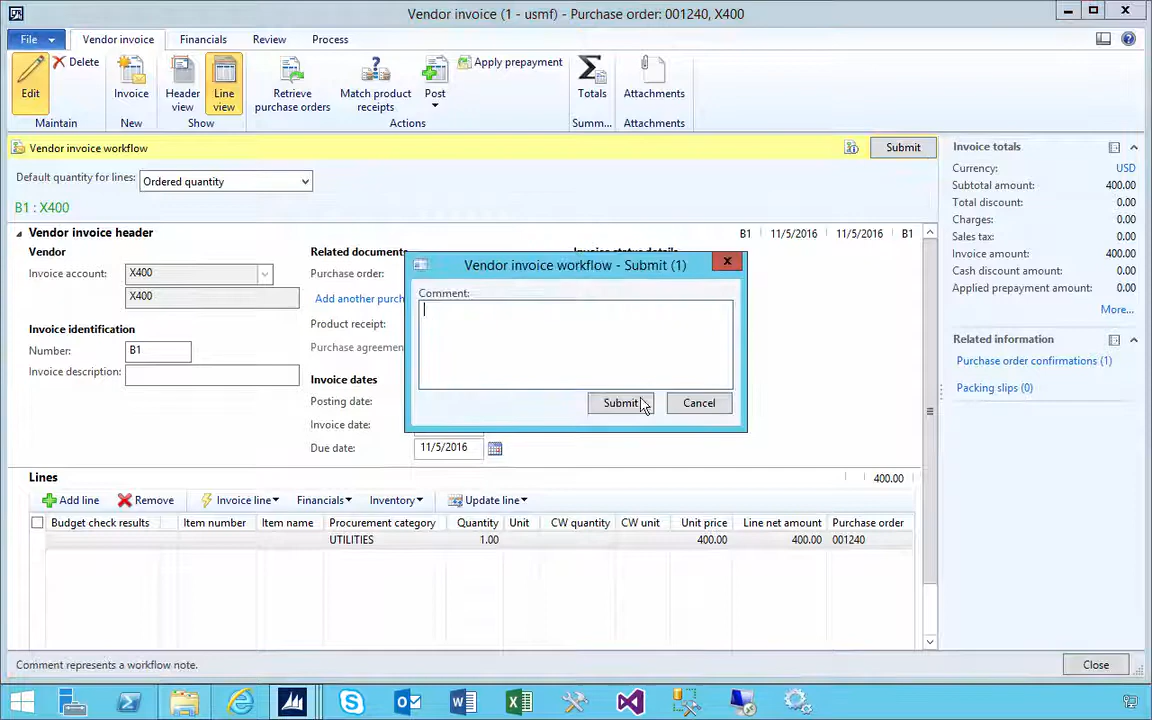 Vendor invoice (1 - usmf) - Purchase order: 001240, X400
File
Vendor invoice
Financials
Review
Process
Edit
Delete
Maintain
Invoice
New
Header view
Line view
Show
Retrieve purchase orders
Match product receipts
Post
Apply prepayment
Actions
Totals
Summ...
Attachments
Attachments
Vendor invoice workflow
Submit
Default quantity for lines:
Ordered quantity
B1 : X400
Vendor invoice header
B1
11/5/2016
11/5/2016
B1
Vendor
Invoice account:
X400
X400
Invoice identification
Number:
B1
Invoice description:
Related documents
Purchase order:
Add another purch
Product receipt:
Purchase agreemen
Invoice dates
Posting date:
Invoice date:
Due date:
11/5/2016
Invoice status details
Vendor invoice workflow - Submit (1)
Comment:
Submit
Cancel
Lines
400.00
Add line
Remove
Invoice line
Financials
Inventory
Update line
Budget check results
Item number
Item name
Procurement category
Quantity
Unit
CW quantity
CW unit
Unit price
Line net amount
Purchase order
UTILITIES
1.00
400.00
400.00
001240
Invoice totals
Currency: USD
Subtotal amount: 400.00
Total discount: 0.00
Charges: 0.00
Sales tax: 0.00
Invoice amount: 400.00
Cash discount amount: 0.00
Applied prepayment amount: 0.00
More...
Related information
Purchase order confirmations (1)
Packing slips (0)
Comment represents a workflow note.
Close